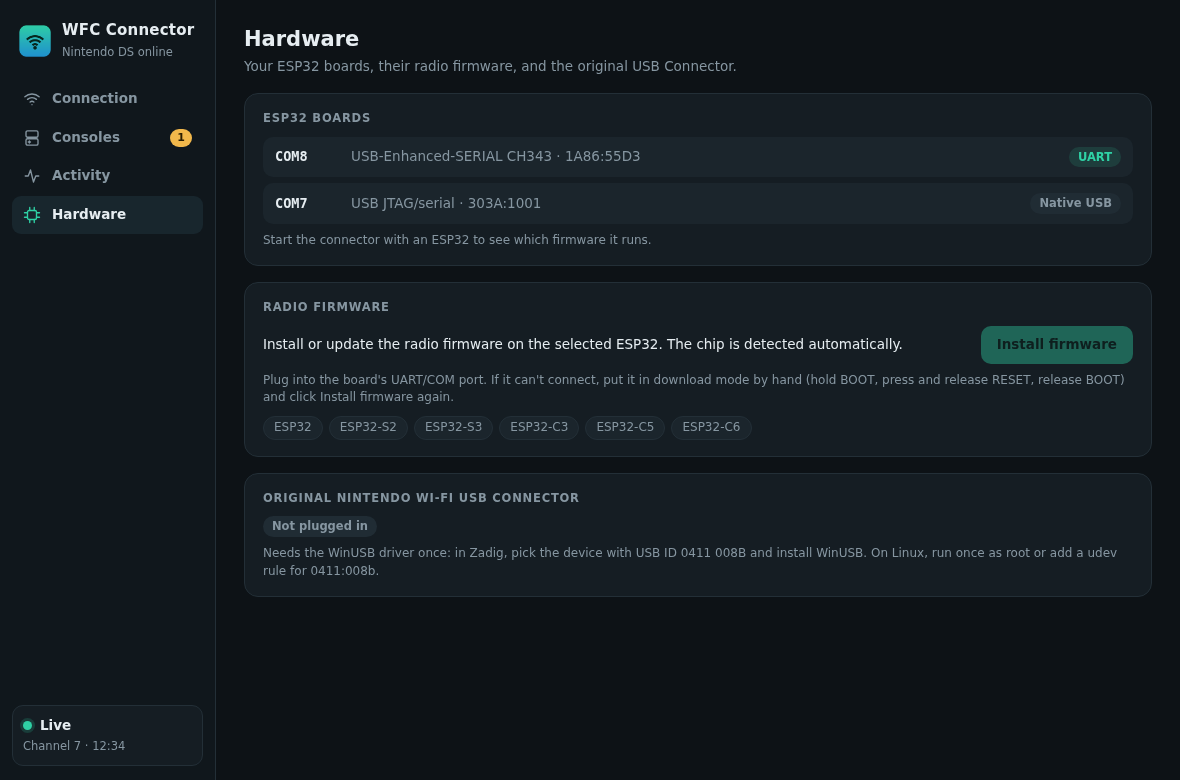 WFC Connector
Nintendo DS online
Connection
Consoles 1
Activity
Hardware
Live
Channel 7 · 12:34
Hardware
Your ESP32 boards, their radio firmware, and the original USB Connector.
ESP32 BOARDS
COM8 USB-Enhanced-SERIAL CH343 · 1A86:55D3 UART
COM7 USB JTAG/serial · 303A:1001 Native USB
Start the connector with an ESP32 to see which firmware it runs.
RADIO FIRMWARE
Install or update the radio firmware on the selected ESP32. The chip is detected automatically. Install firmware
Plug into the board's UART/COM port. If it can't connect, put it in download mode by hand (hold BOOT, press and release RESET, release BOOT)
and click Install firmware again.
ESP32 ESP32-S2 ESP32-S3 ESP32-C3 ESP32-C5 ESP32-C6
ORIGINAL NINTENDO WI-FI USB CONNECTOR
Not plugged in
Needs the WinUSB driver once: in Zadig, pick the device with USB ID 0411 008B and install WinUSB. On Linux, run once as root or add a udev
rule for 0411:008b.